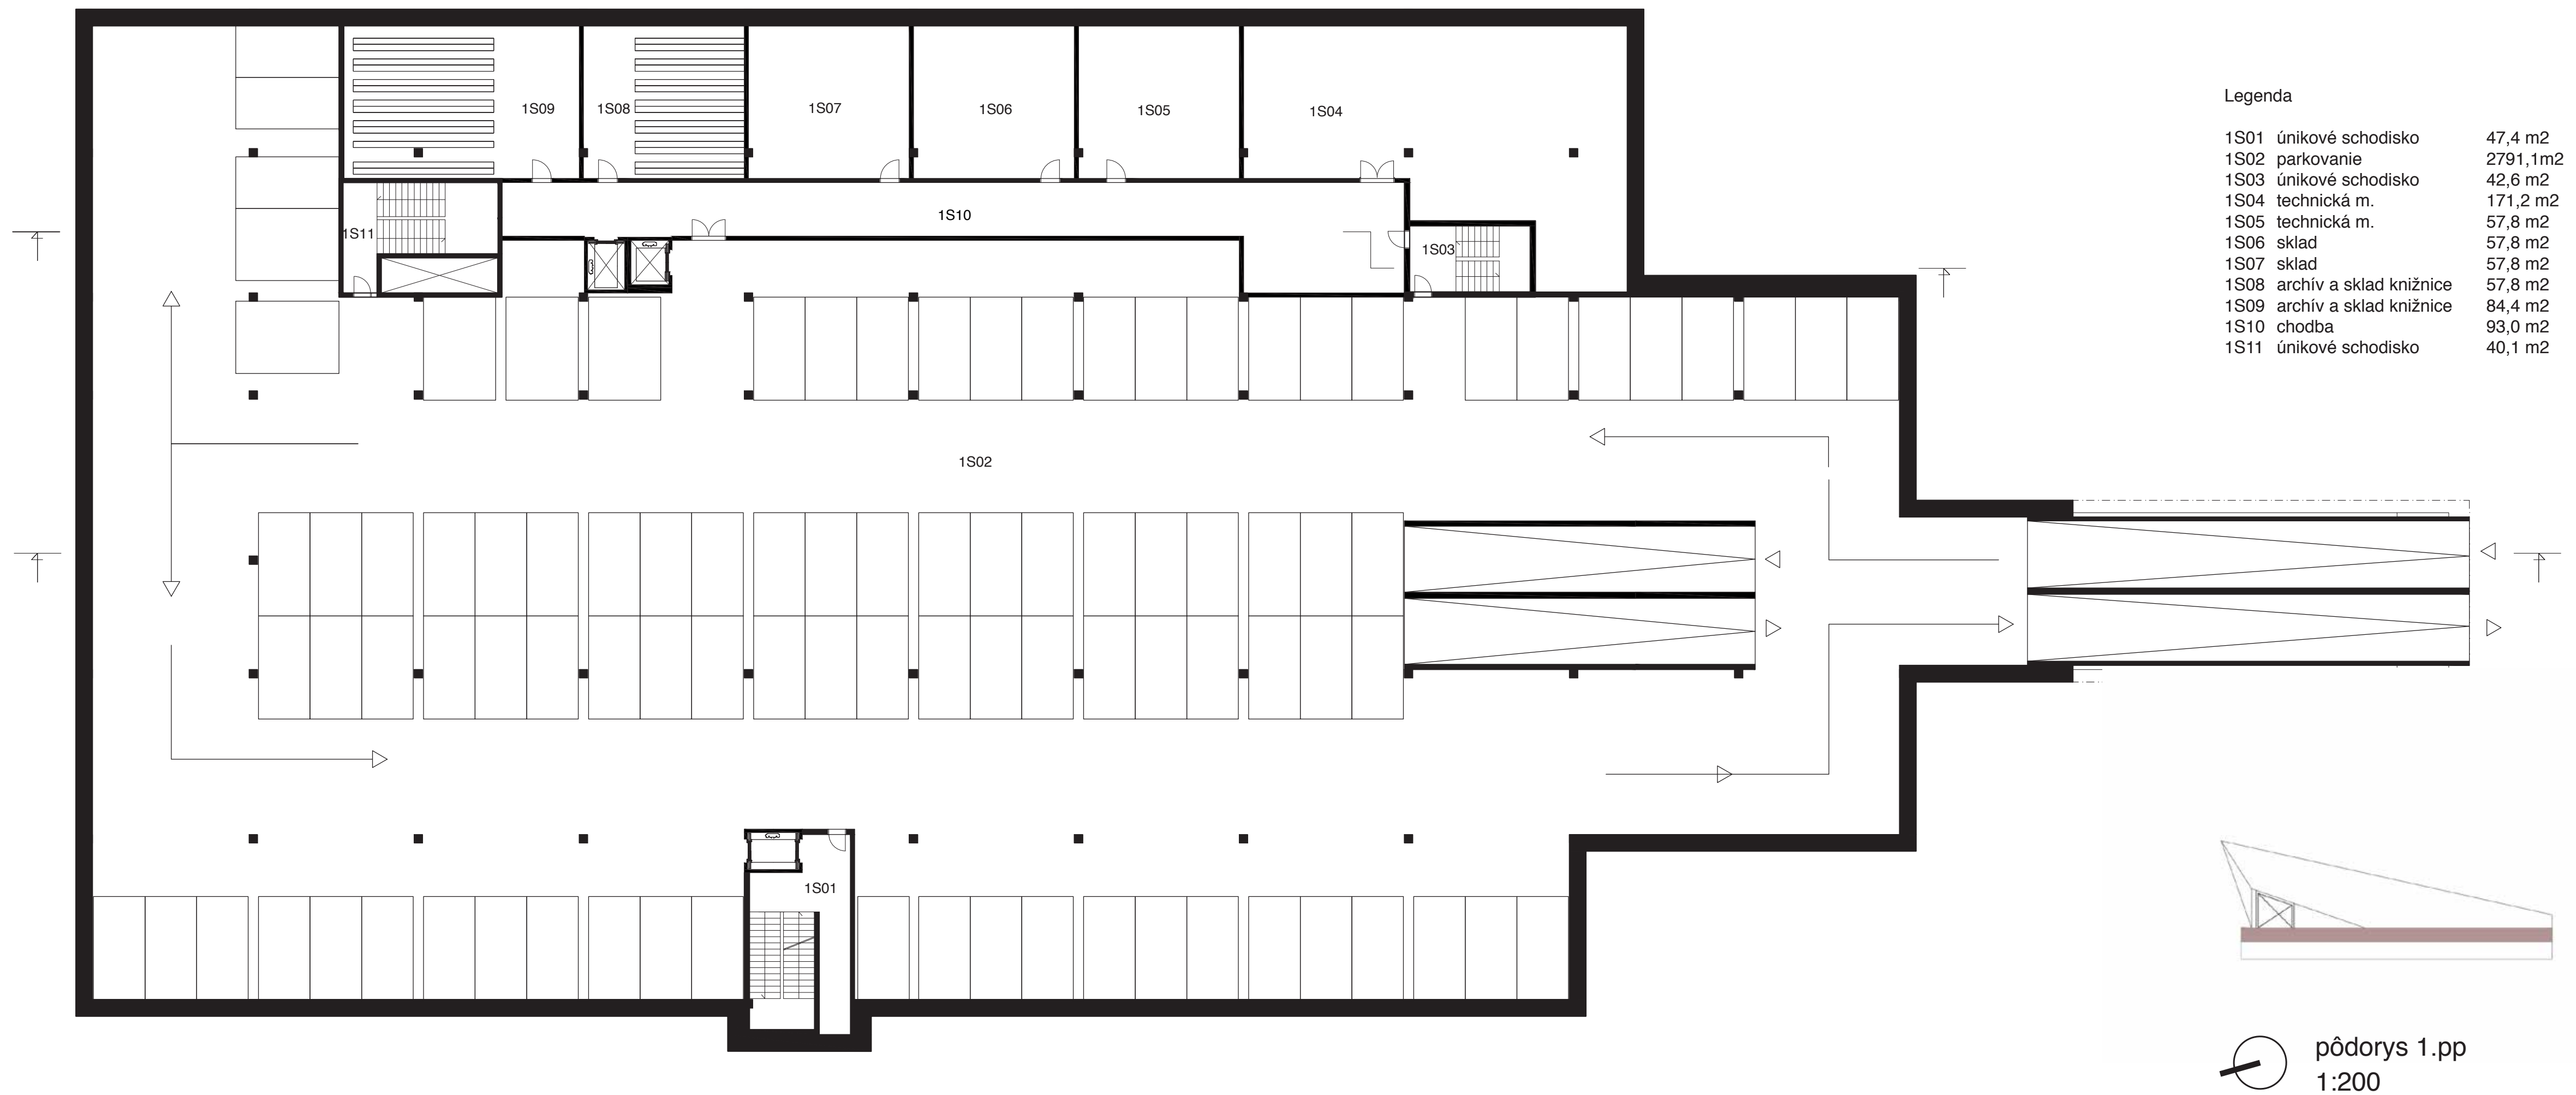 1S09
1S08
1S07
1S06
1S05
1S04
1S10
1S11
1S03
1S02
1S01
Legenda
1S01 únikové schodisko 47,4 m2
1S02 parkovanie 2791,1m2
1S03 únikové schodisko 42,6 m2
1S04 technická m. 171,2 m2
1S05 technická m. 57,8 m2
1S06 sklad 57,8 m2
1S07 sklad 57,8 m2
1S08 archív a sklad knižnice 57,8 m2
1S09 archív a sklad knižnice 84,4 m2
1S10 chodba 93,0 m2
1S11 únikové schodisko 40,1 m2
pôdorys 1.pp
1:200